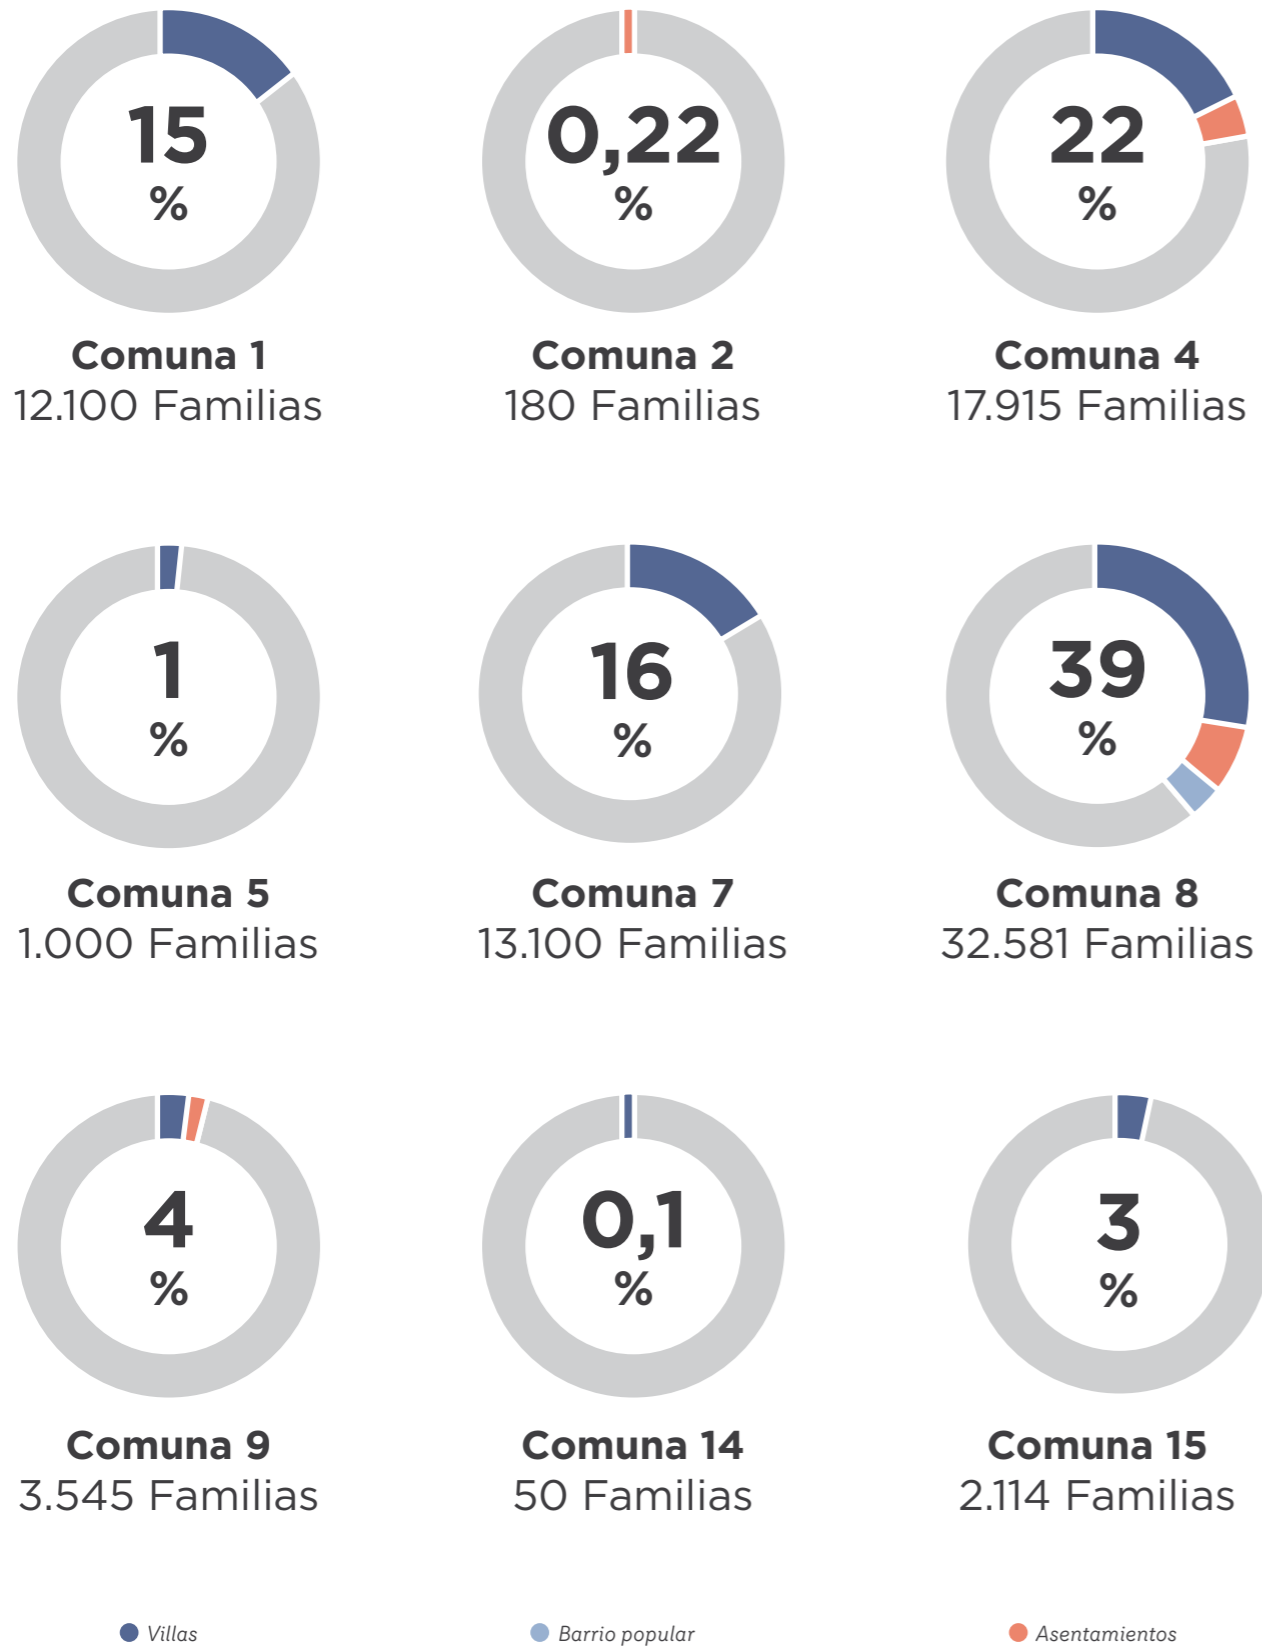 15
%
Comuna 1
12.100 Familias
0,22
%
Comuna 2
180 Familias
22
%
Comuna 4
17.915 Familias
1
%
Comuna 5
1.000 Familias
16
%
Comuna 7
13.100 Familias
39
%
Comuna 8
32.581 Familias
4
%
Comuna 9
3.545 Familias
0,1
%
Comuna 14
50 Familias
3
%
Comuna 15
2.114 Familias
Villas
Barrio popular
Asentamientos